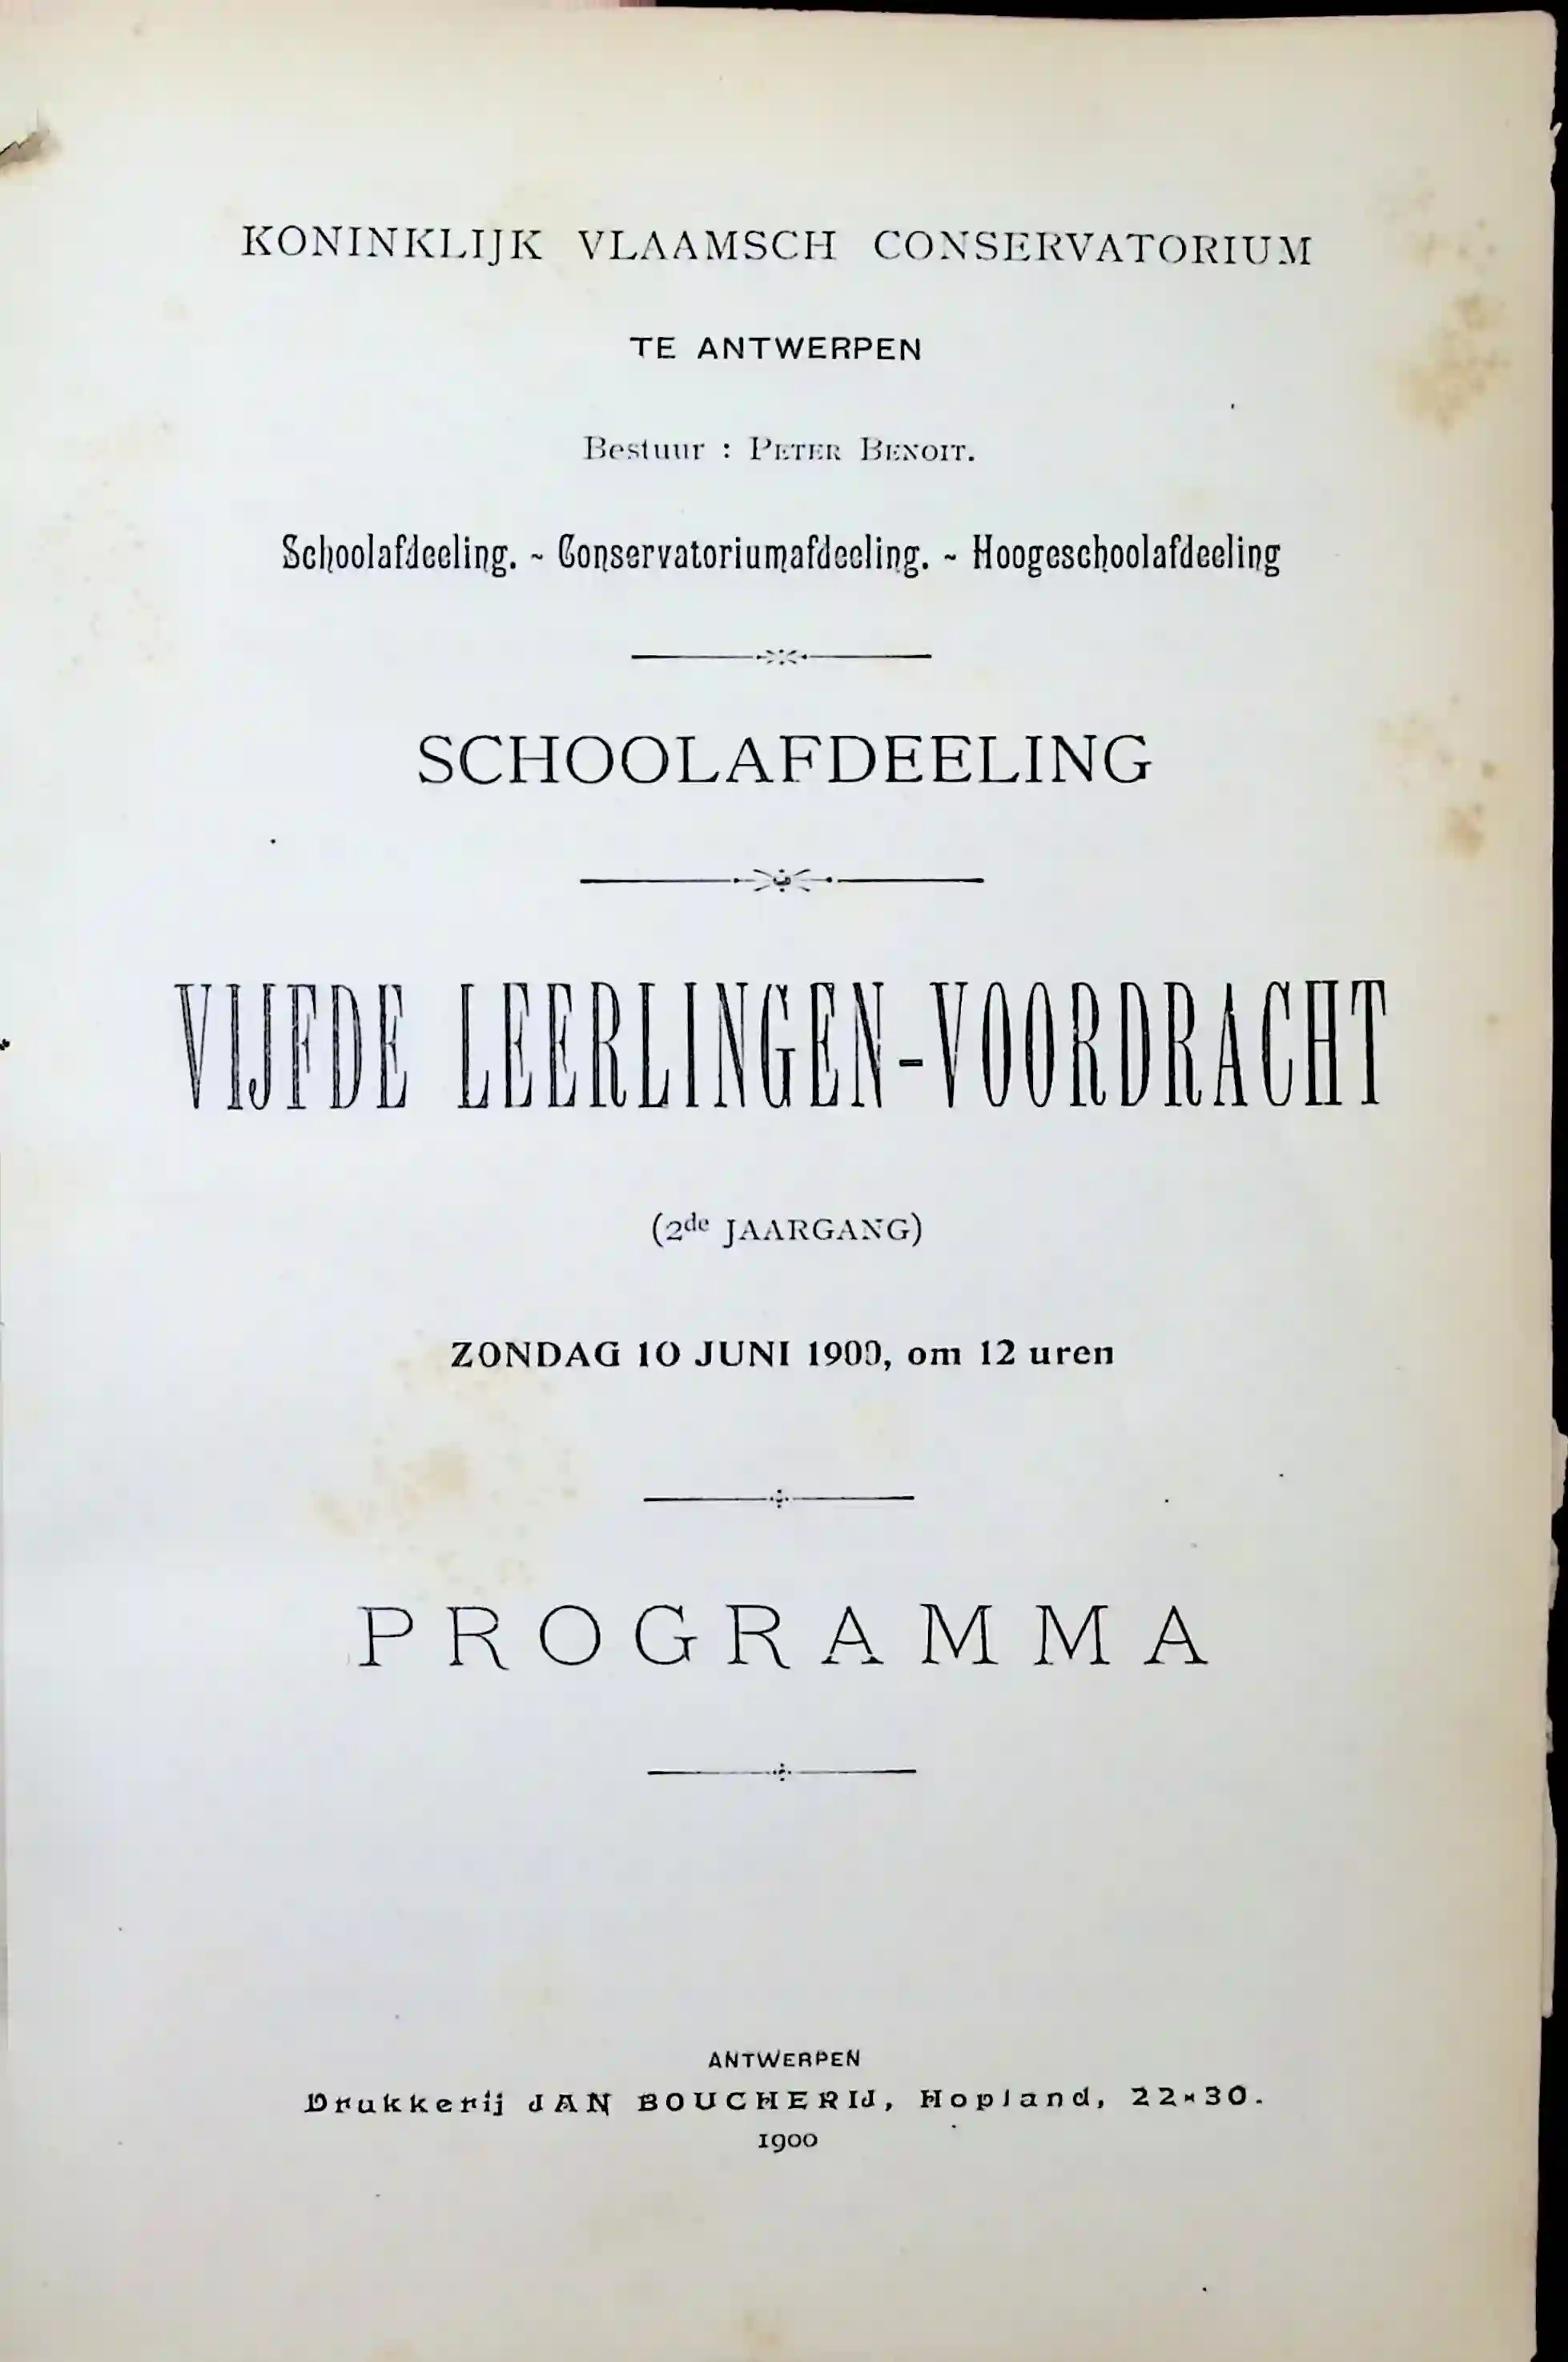 KONINKLIJK VLAAMSCH CONSERVATORIUM
TE ANTWERPEN
Bestuur : PETER BENOIT.
Schoolafdeeling. ~ Conservatoriumafdeeling. ~ Hoogeschoolafdeeling
SCHOOLAFDEELING
VIJFDE LEERLINGEN-VOORDRACHT
(2de JAARGANG)
ZONDAG 10 JUNI 1900, om 12 uren
PROGRAMMA
ANTWERPEN
Drukkerij JAN BOUCHERIJ, Hopland, 22-30.
1900